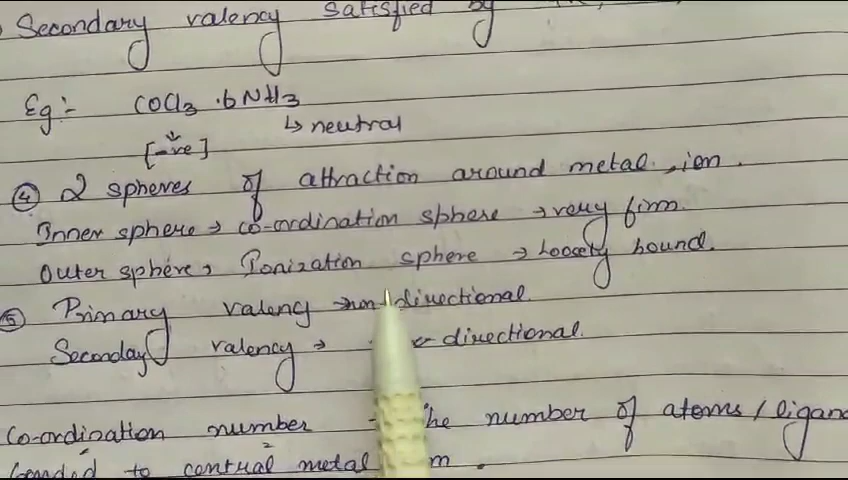 Secondary valency satisfied by
Eg:- COCl3 .6NH3
↳ neutral
[-ve]
④ 2 spheres of attraction around metal ion.
Inner sphere → co-ordination sphere → very firm.
Outer sphere, Ionization sphere → Loosely bound.
⑤ Primary valency → non-directional.
Seconday valency → directional.
Co-ordination number - The number of atoms / ligand
bonded to central metal